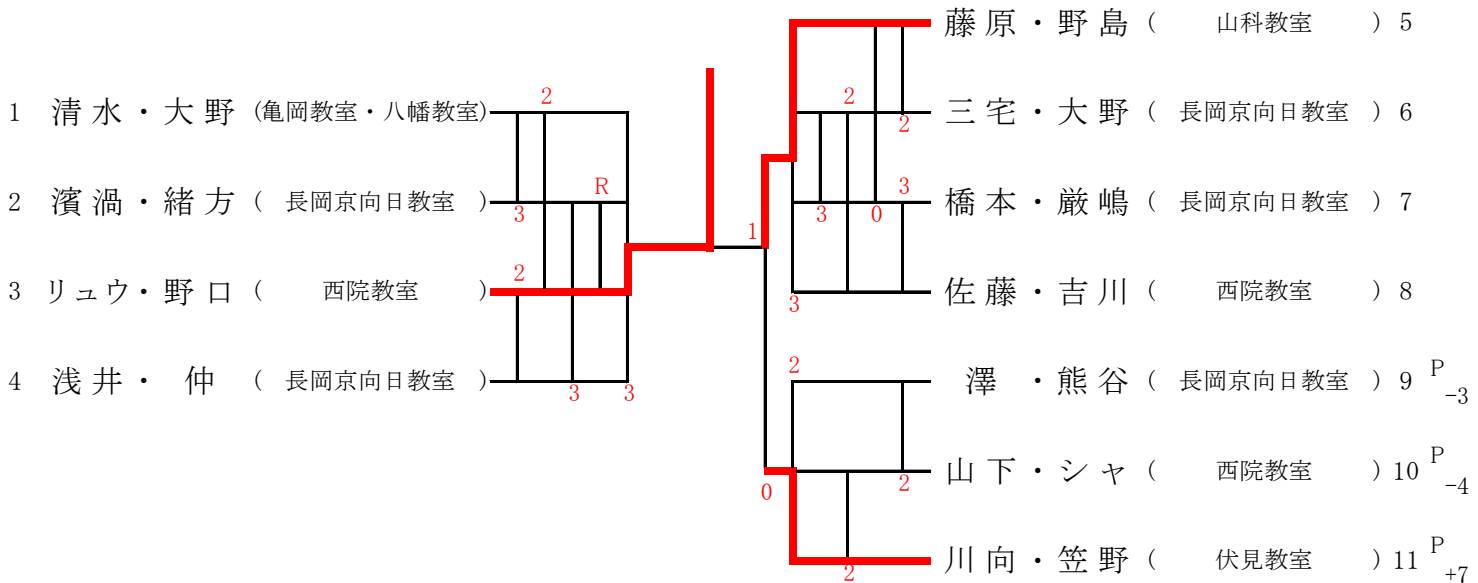 1 清水・大野 (亀岡教室・八幡教室)
2
2 濱渦・緒方 ( 長岡京向日教室 )
3
R
3 リュウ・野口 ( 西院教室 )
2
4 浅井・仲 ( 長岡京向日教室 )
3
3
1
藤原・野島 ( 山科教室 ) 5
2
三宅・大野 ( 長岡京向日教室 ) 6
2
3
橋本・厳嶋 ( 長岡京向日教室 ) 7
3
0
佐藤・吉川 ( 西院教室 ) 8
3
2
澤・熊谷 ( 長岡京向日教室 ) 9 P -3
山下・シャ ( 西院教室 ) 10 P -4
0
2
川向・笠野 ( 伏見教室 ) 11 P +7
2